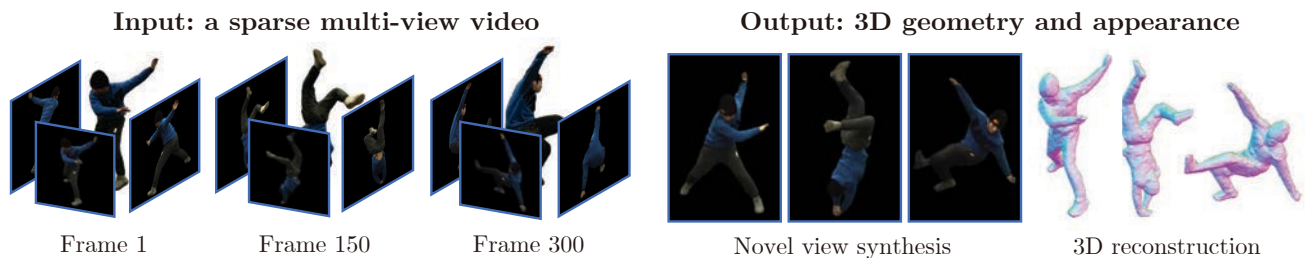 Input: a sparse multi-view video
Output: 3D geometry and appearance
Frame 1
Frame 150
Frame 300
Novel view synthesis
3D reconstruction